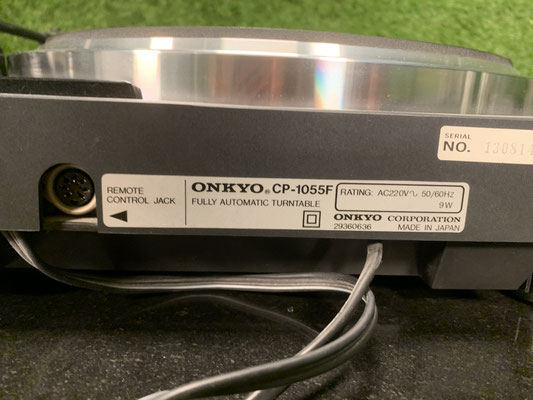 SERIAL
NO. 130814
REMOTE
CONTROL JACK
ONKYO® CP-1055F
FULLY AUTOMATIC TURNTABLE
RATING: AC220V∿ 50/60Hz
9W
ONKYO CORPORATION
29360636 MADE IN JAPAN